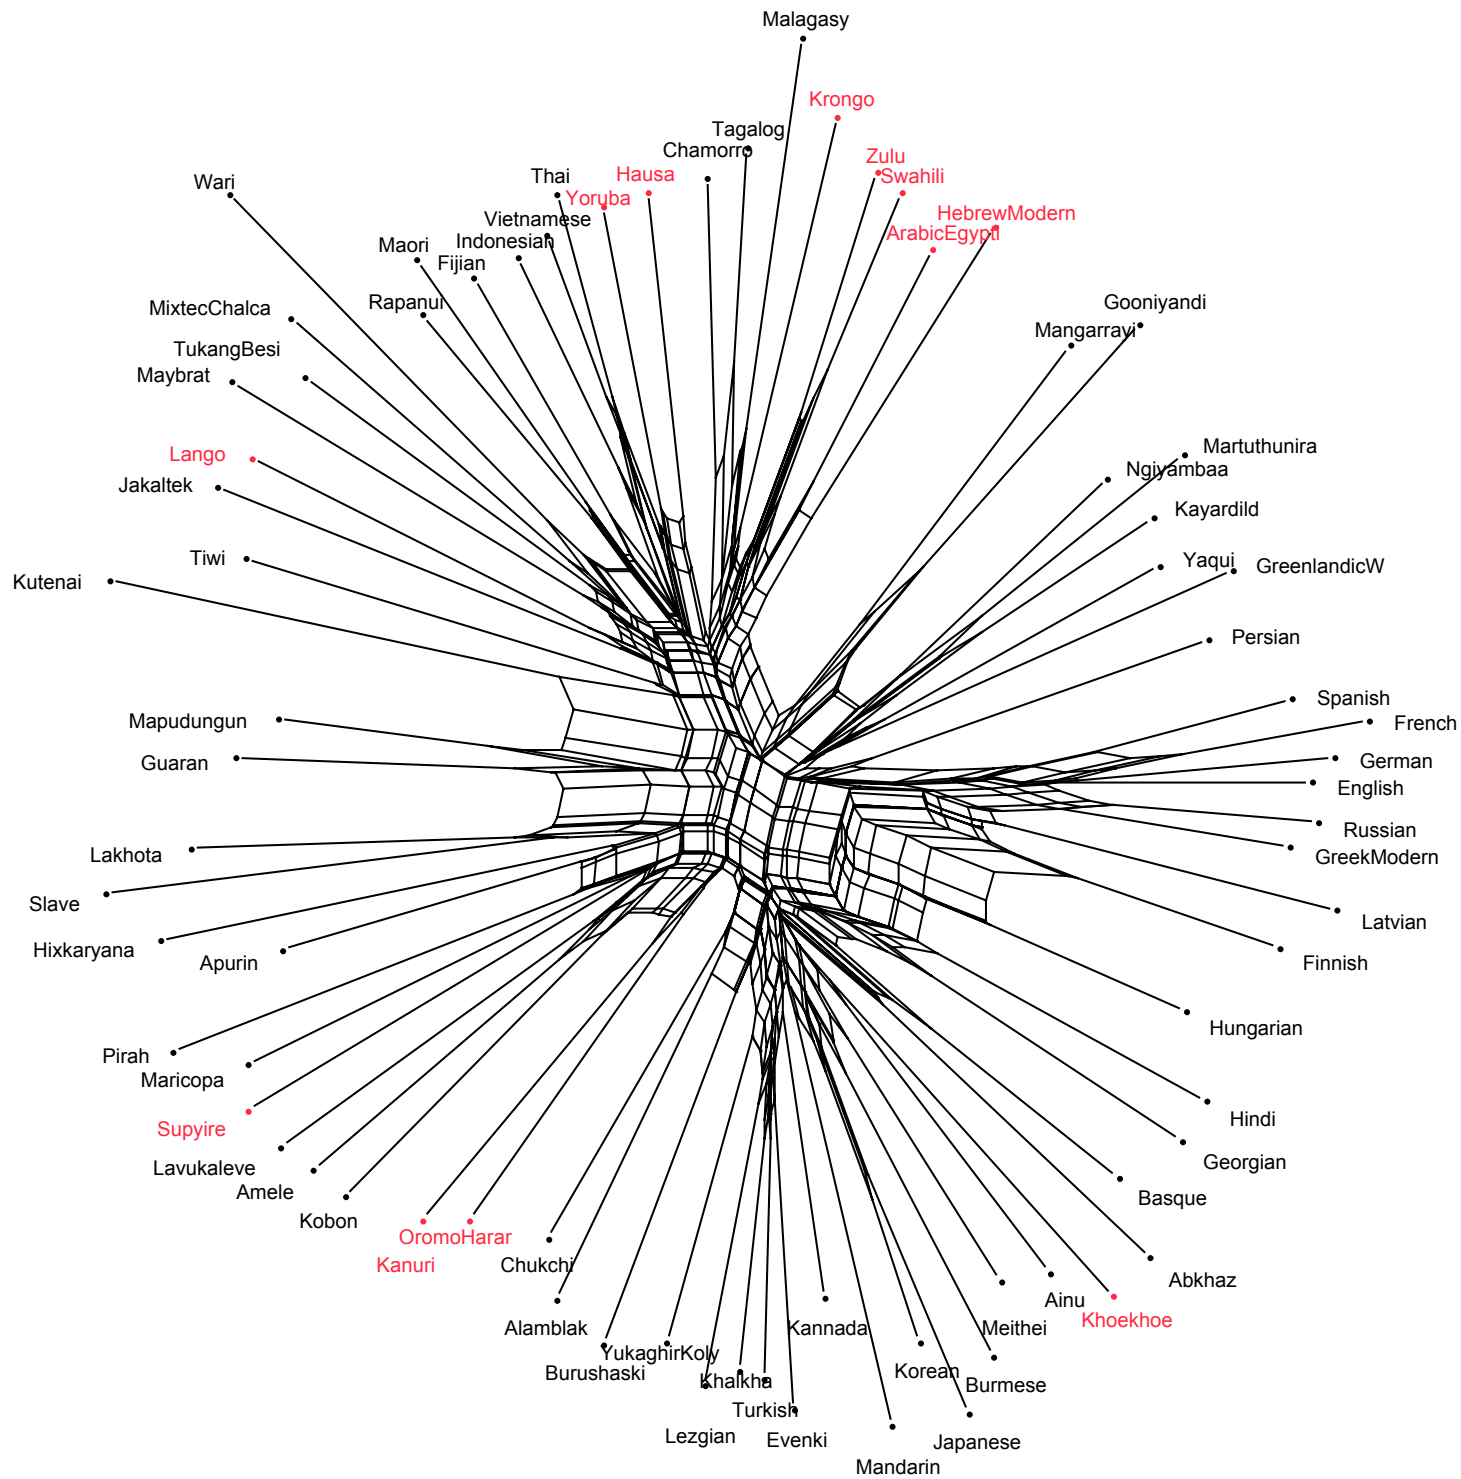 Malagasy
Krongo
Tagalog
Chamorro
Zulu
Swahili
Hausa
Thai
Yoruba
Wari
HebrewModern
ArabicEgypti
Vietnamese
Indonesian
Maori
Fijian
Rapanui
MixtecChalca
Gooniyandi
Mangarrayi
TukangBesi
Maybrat
Lango
Jakaltek
Martuthunira
Ngiyambaa
Kayardild
Tiwi
Kutenai
Yaqui
GreenlandicW
Persian
Spanish
French
Mapudungun
Guaran
German
English
Russian
GreekModern
Lakhota
Slave
Latvian
Hixkaryana
Apurin
Finnish
Hungarian
Pirah
Maricopa
Supyire
Hindi
Georgian
Lavukaleve
Amele
Basque
Kobon
OromoHarar
Kanuri
Chukchi
Abkhaz
Ainu
Khoekhoe
Alamblak
Kannada
Meithei
YukaghirKoly
Burushaski
Khalkha
Korean
Burmese
Turkish
Lezgian
Evenki
Japanese
Mandarin